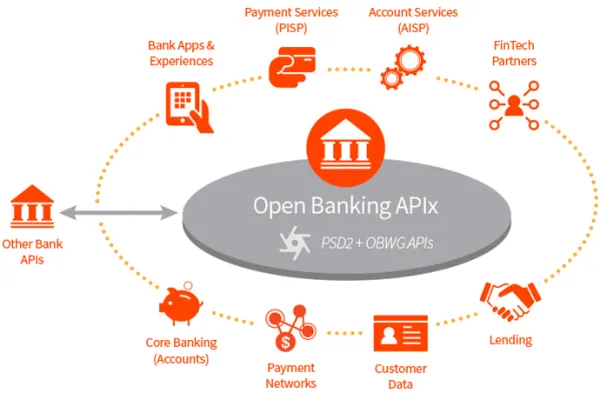 Payment Services
(PISP)
Account Services
(AISP)
Bank Apps &
Experiences
FinTech
Partners
Open Banking APIx
PSD2 + OBWG APIs
Other Bank
APIs
Core Banking
(Accounts)
$
Payment
Networks
Customer
Data
Lending